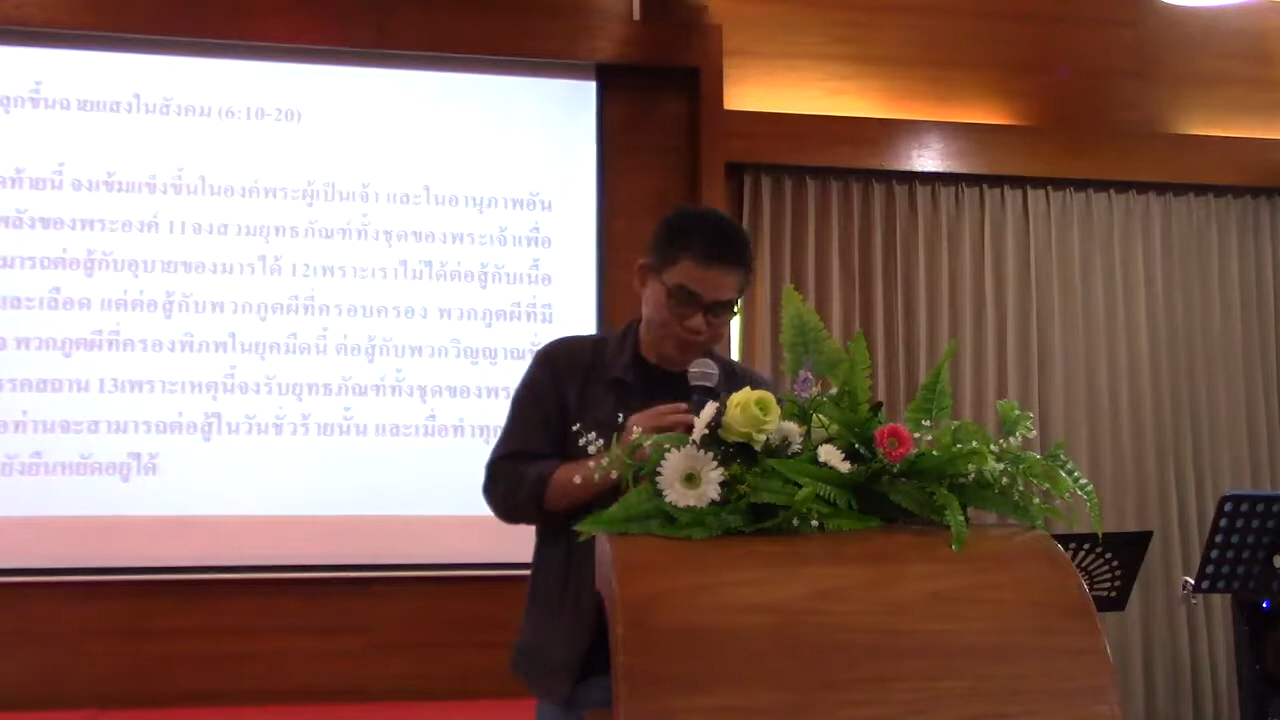 ลุกขึ้นฉายแสงในสังคม (6:10-20)
ท้ายนี้ จงเข้มแข็งขึ้นในองค์พระผู้เป็นเจ้า และในอานุภาพอัน
พลังของพระองค์ 11จงสวมยุทธภัณฑ์ทั้งชุดของพระเจ้าเพื่อ
มารถต่อสู้กับอุบายของมารได้ 12เพราะเราไม่ได้ต่อสู้กับเนื้อ
และเลือด แต่ต่อสู้กับพวกภูตผีที่ครอบครอง พวกภูตผีที่มี
พวกภูตผีที่ครองพิภพในยุคมืดนี้ ต่อสู้กับพวกวิญญาณชั่ว
รรคสถาน 13เพราะเหตุนี้จงรับยุทธภัณฑ์ทั้งชุดของพระ
ท่านจะสามารถต่อสู้ในวันชั่วร้ายนั้น และเมื่อทำทุก
ยังยืนหยัดอยู่ได้